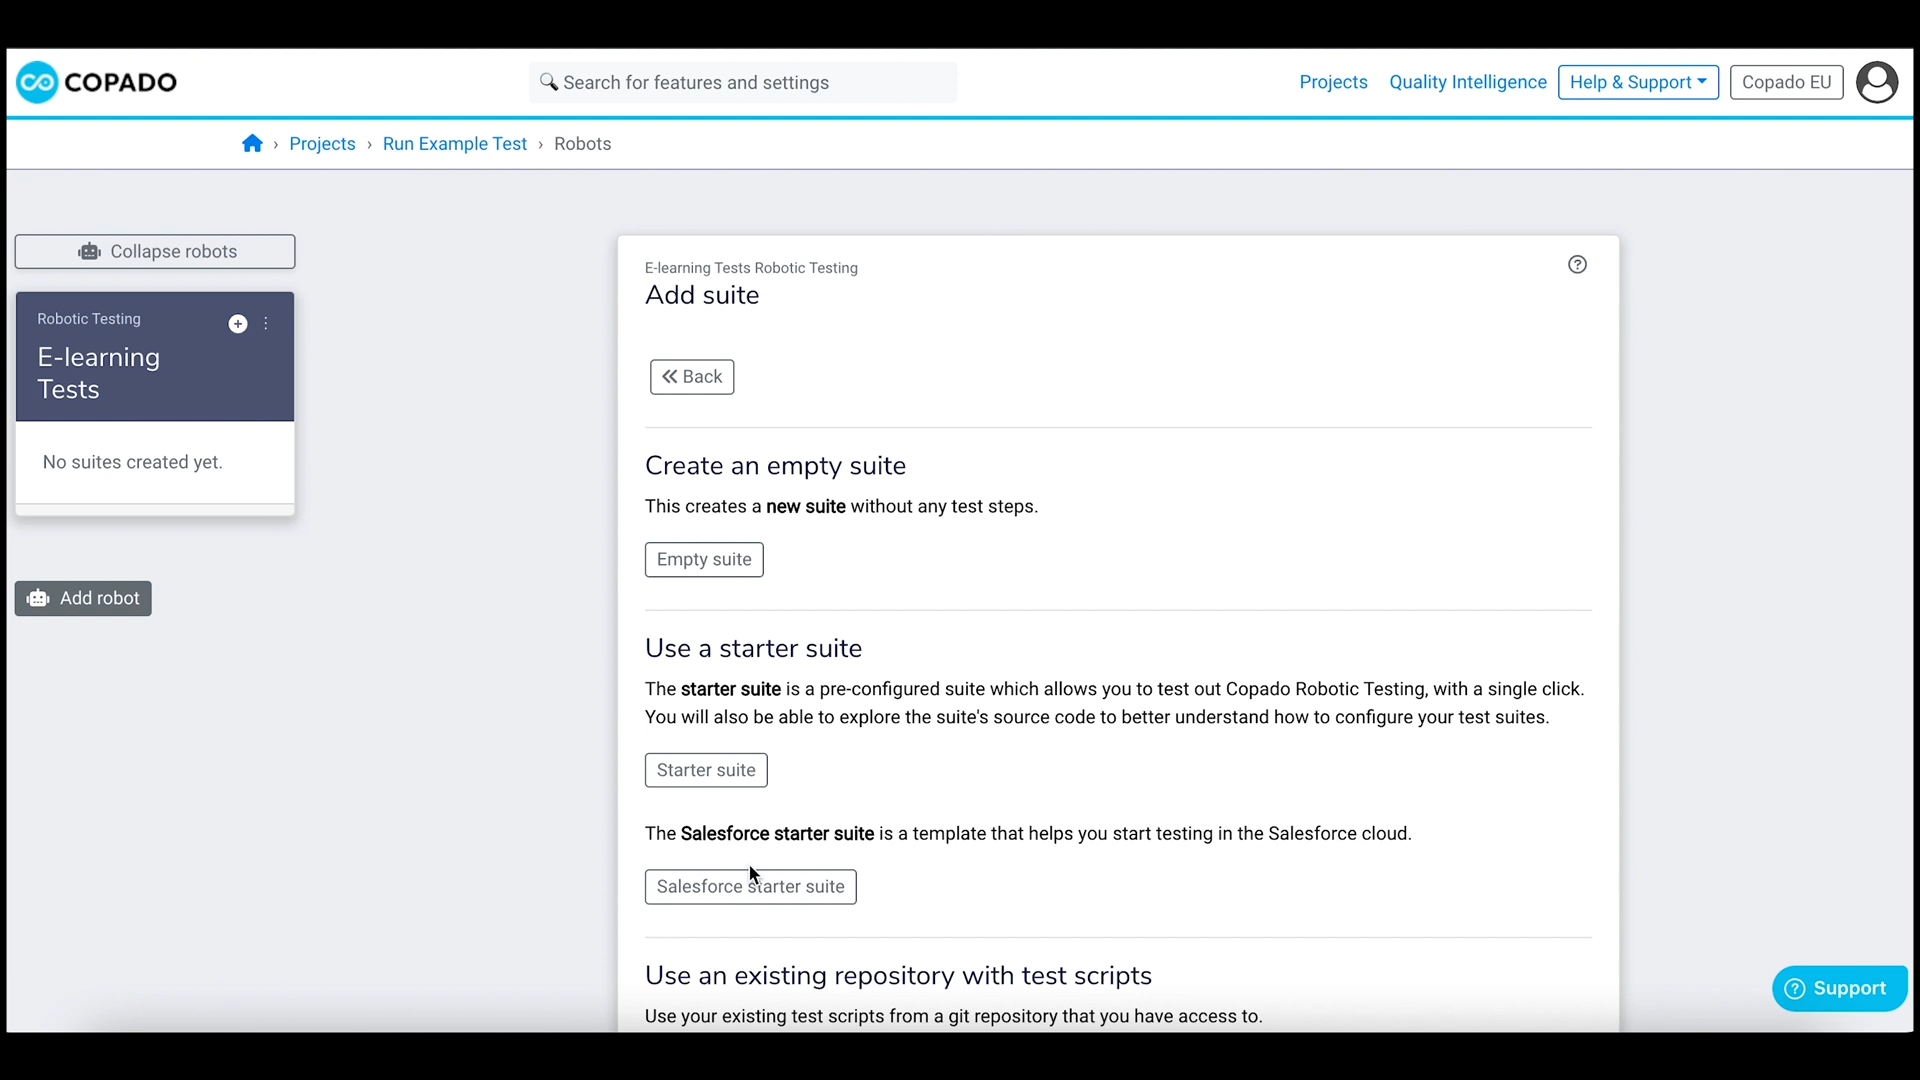 COPADO
Search for features and settings
Projects
Quality Intelligence
Help & Support
Copado EU
Projects › Run Example Test › Robots
Collapse robots
Robotic Testing
E-learning
Tests
No suites created yet.
Add robot
E-learning Tests Robotic Testing
Add suite
Back
Create an empty suite
This creates a new suite without any test steps.
Empty suite
Use a starter suite
The starter suite is a pre-configured suite which allows you to test out Copado Robotic Testing, with a single click.
You will also be able to explore the suite's source code to better understand how to configure your test suites.
Starter suite
The Salesforce starter suite is a template that helps you start testing in the Salesforce cloud.
Salesforce starter suite
Use an existing repository with test scripts
Use your existing test scripts from a git repository that you have access to.
Support